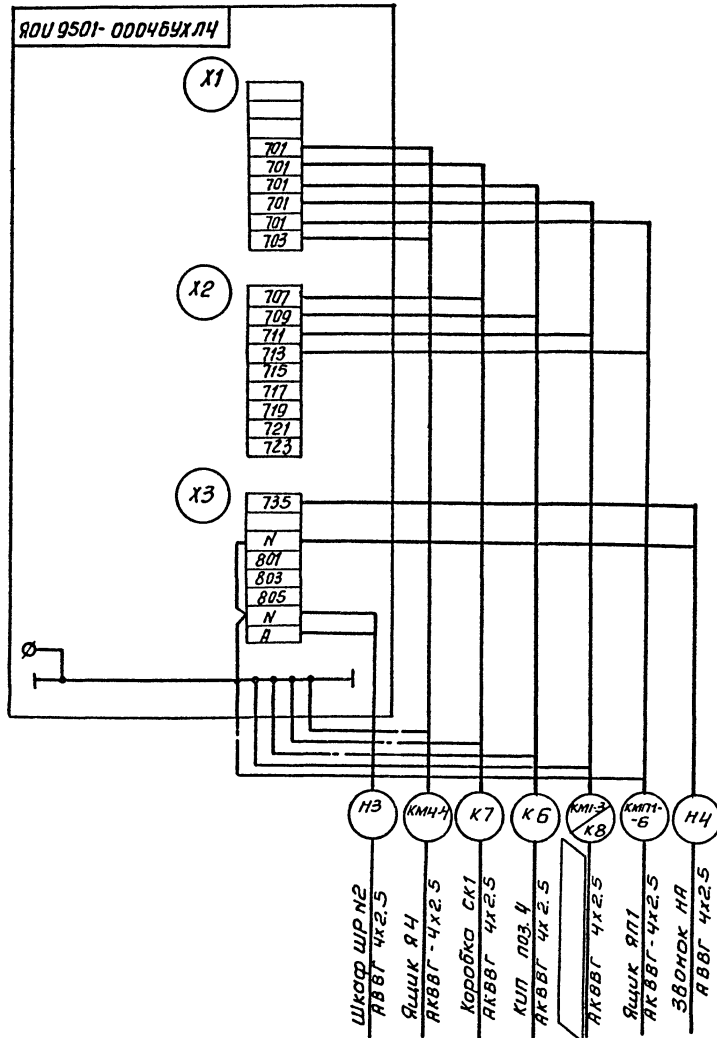 ЯОИ 9501-0004БУХЛ4
X1
701
701
701
701
701
703
X2
707
709
711
713
715
717
719
721
723
X3
735
N
801
803
805
N
А
Н3
КМ4-4
К7
К6
КМ1-3
К8
КМП1-
-6
Н4
Шкаф ШР N2
АВВГ 4х2.5
Ящик Я4
АКВВГ-4х2.5
Коробка СК1
АКВВГ 4х2.5
КИП поз. 4
АКВВГ 4х2.5
АКВВГ 4х2.5
Ящик ЯП1
АКВВГ-4х2.5
Звонок НА
АВВГ 4х2.5